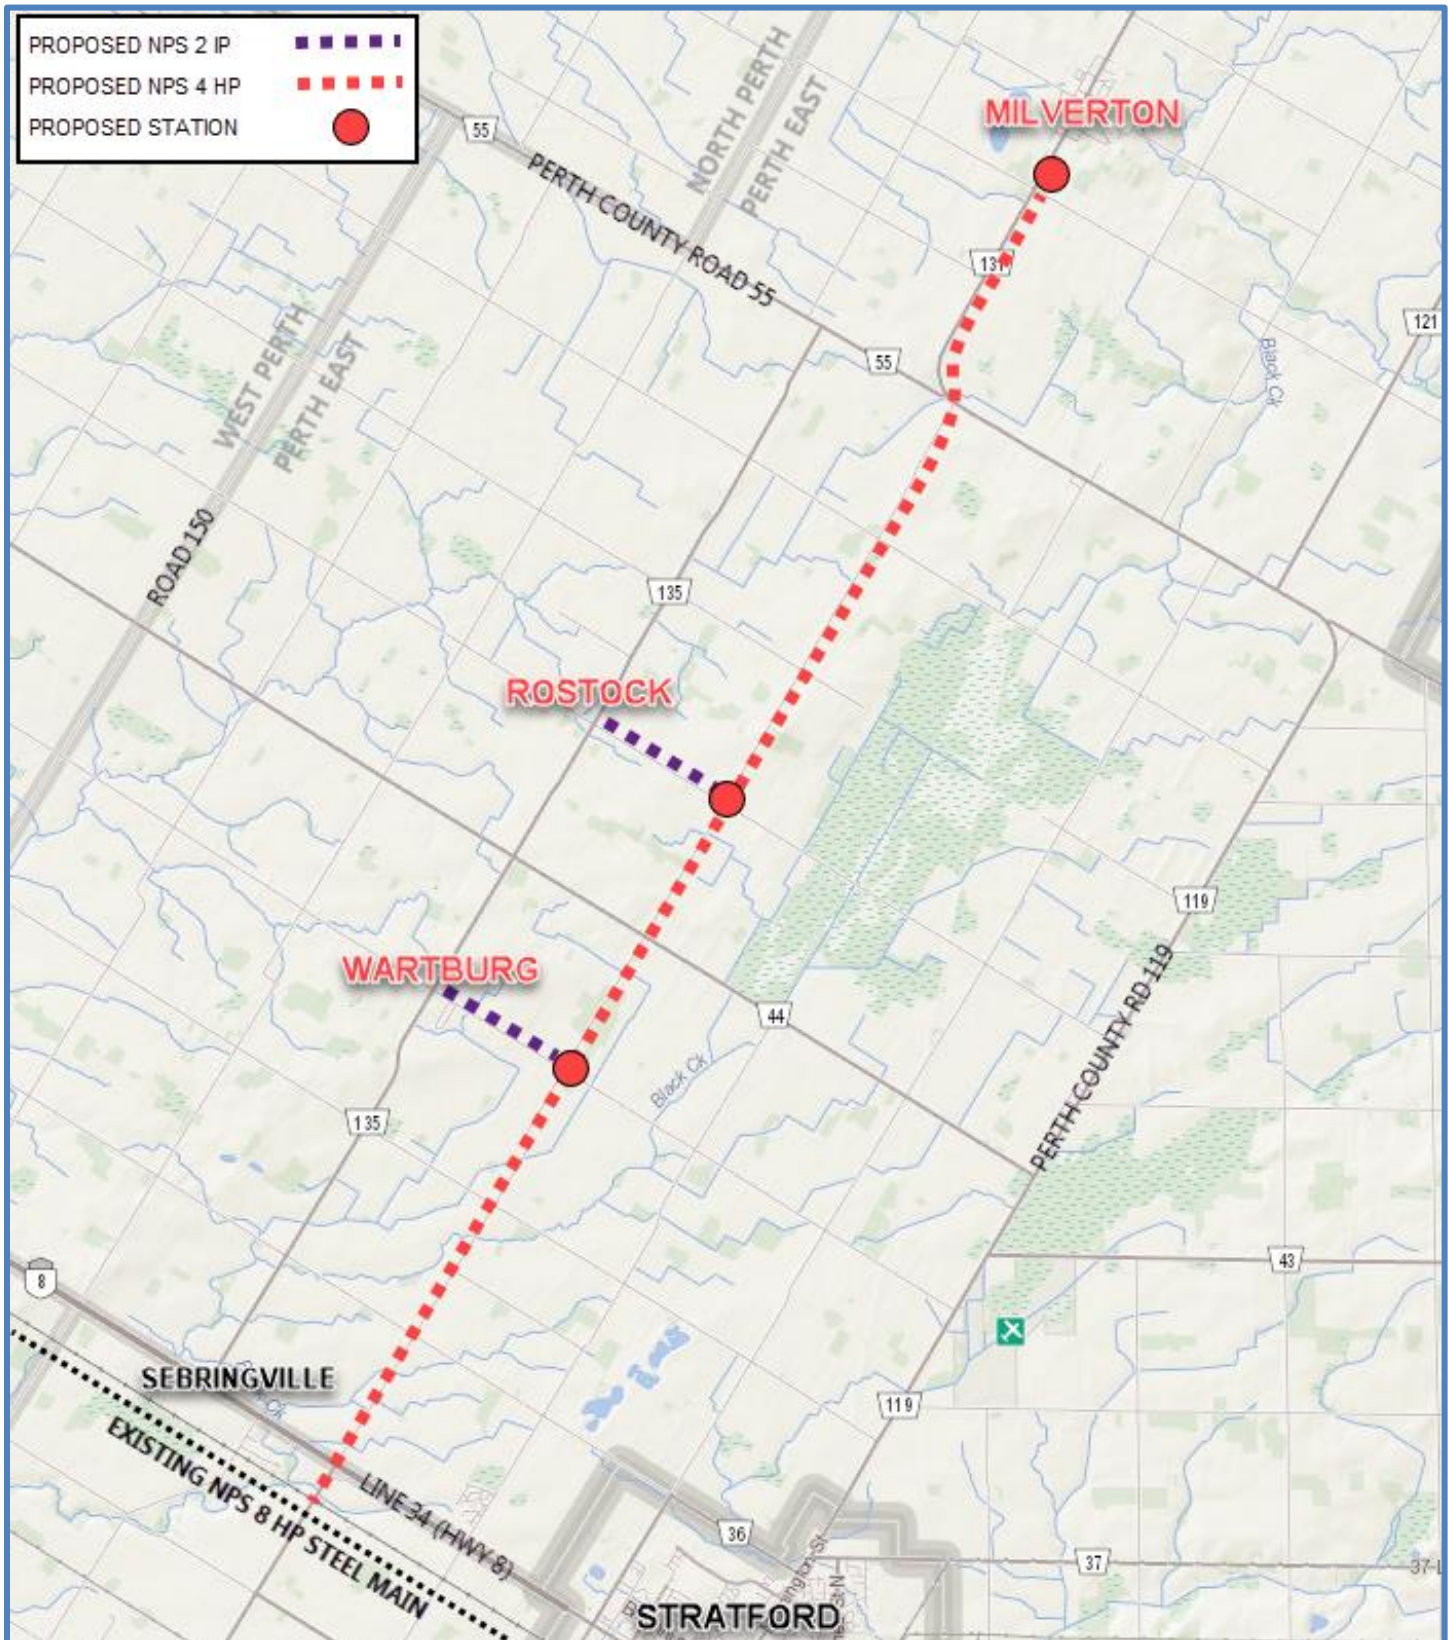 PROPOSED NPS 2 IP
PROPOSED NPS 4 HP
PROPOSED STATION
NORTH PERTH
PERTH EAST
MILVERTON
55
PERTH COUNTY ROAD 55
131
121
WEST PERTH
PERTH EAST
55
Black Ck
ROAD 150
135
ROSTOCK
119
WARTBURG
44
PERTH COUNTY RD 119
Black Ck
135
43
8
SEBRINGVILLE
Ck
119
EXISTING NPS 8 HP STEEL MAIN
LINE 34 (HWY 8)
36
37
STRATFORD